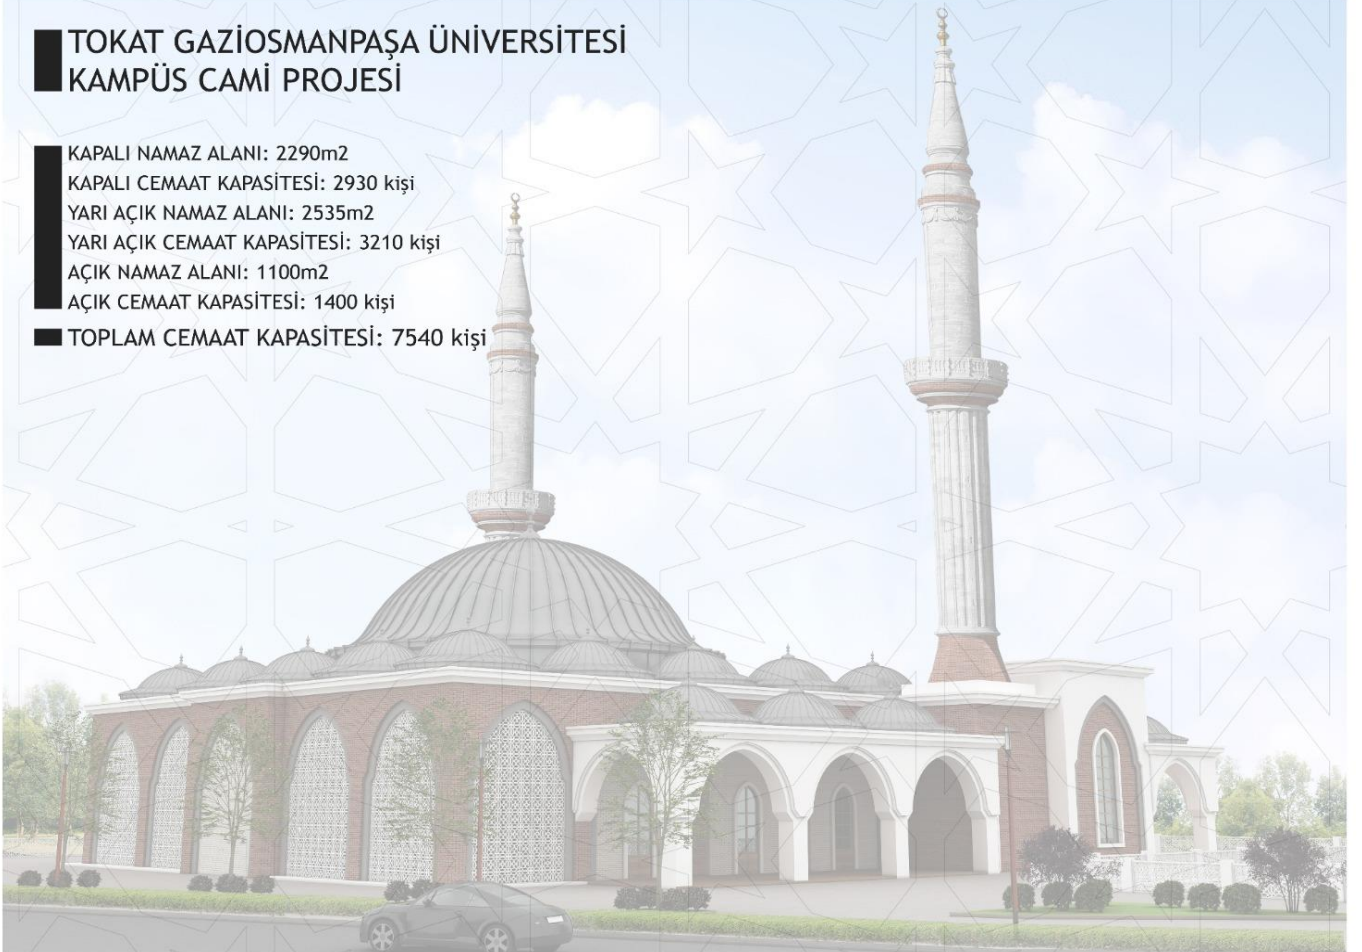 TOKAT GAZİOSMANPAŞA ÜNİVERSİTESİ
KAMPÜS CAMİ PROJESİ
KAPALI NAMAZ ALANI: 2290m2
KAPALI CEMAAT KAPASİTESİ: 2930 kişi
YARI AÇIK NAMAZ ALANI: 2535m2
YARI AÇIK CEMAAT KAPASİTESİ: 3210 kişi
AÇIK NAMAZ ALANI: 1100m2
AÇIK CEMAAT KAPASİTESİ: 1400 kişi
TOPLAM CEMAAT KAPASİTESİ: 7540 kişi